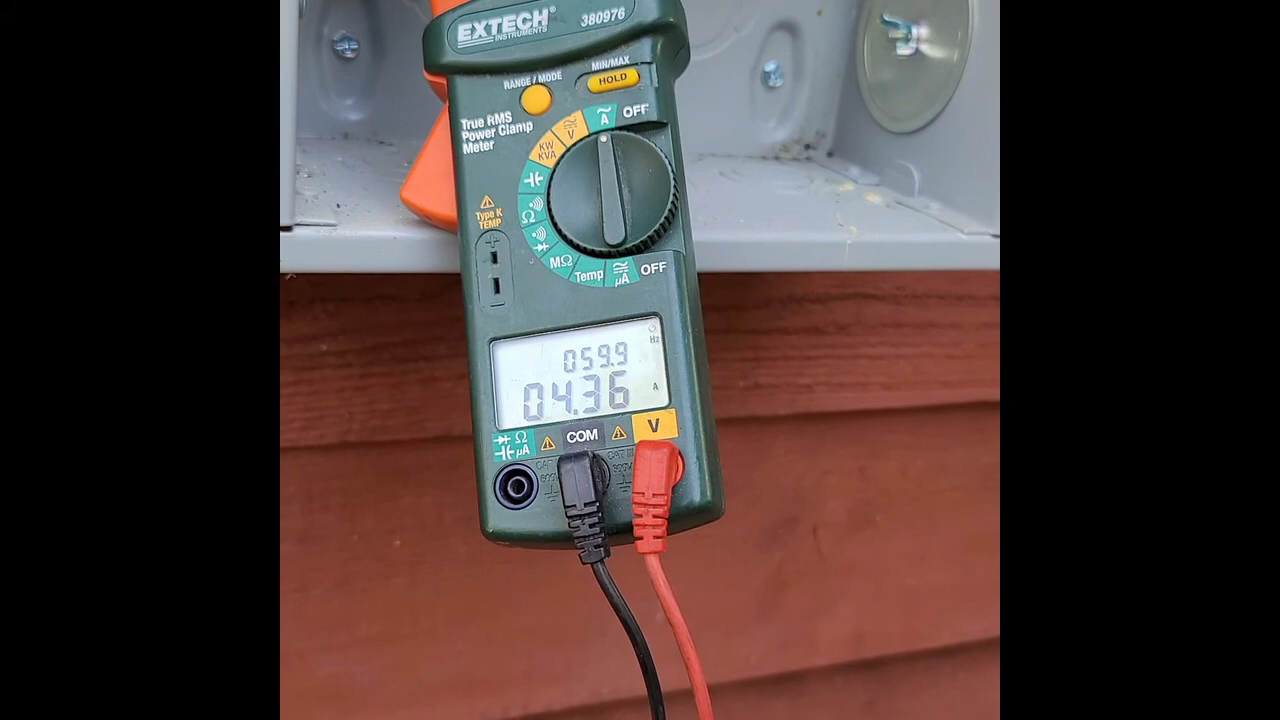 EXTECH®
INSTRUMENTS
380976
MIN/MAX
HOLD
RANGE / MODE
True RMS
Power Clamp
Meter
OFF
A
V
KW
KVA
Ω
MΩ
Temp
µA
OFF
Type K
TEMP
+
-
Hz
059.9
04.36
A
Ω
µA
COM
V